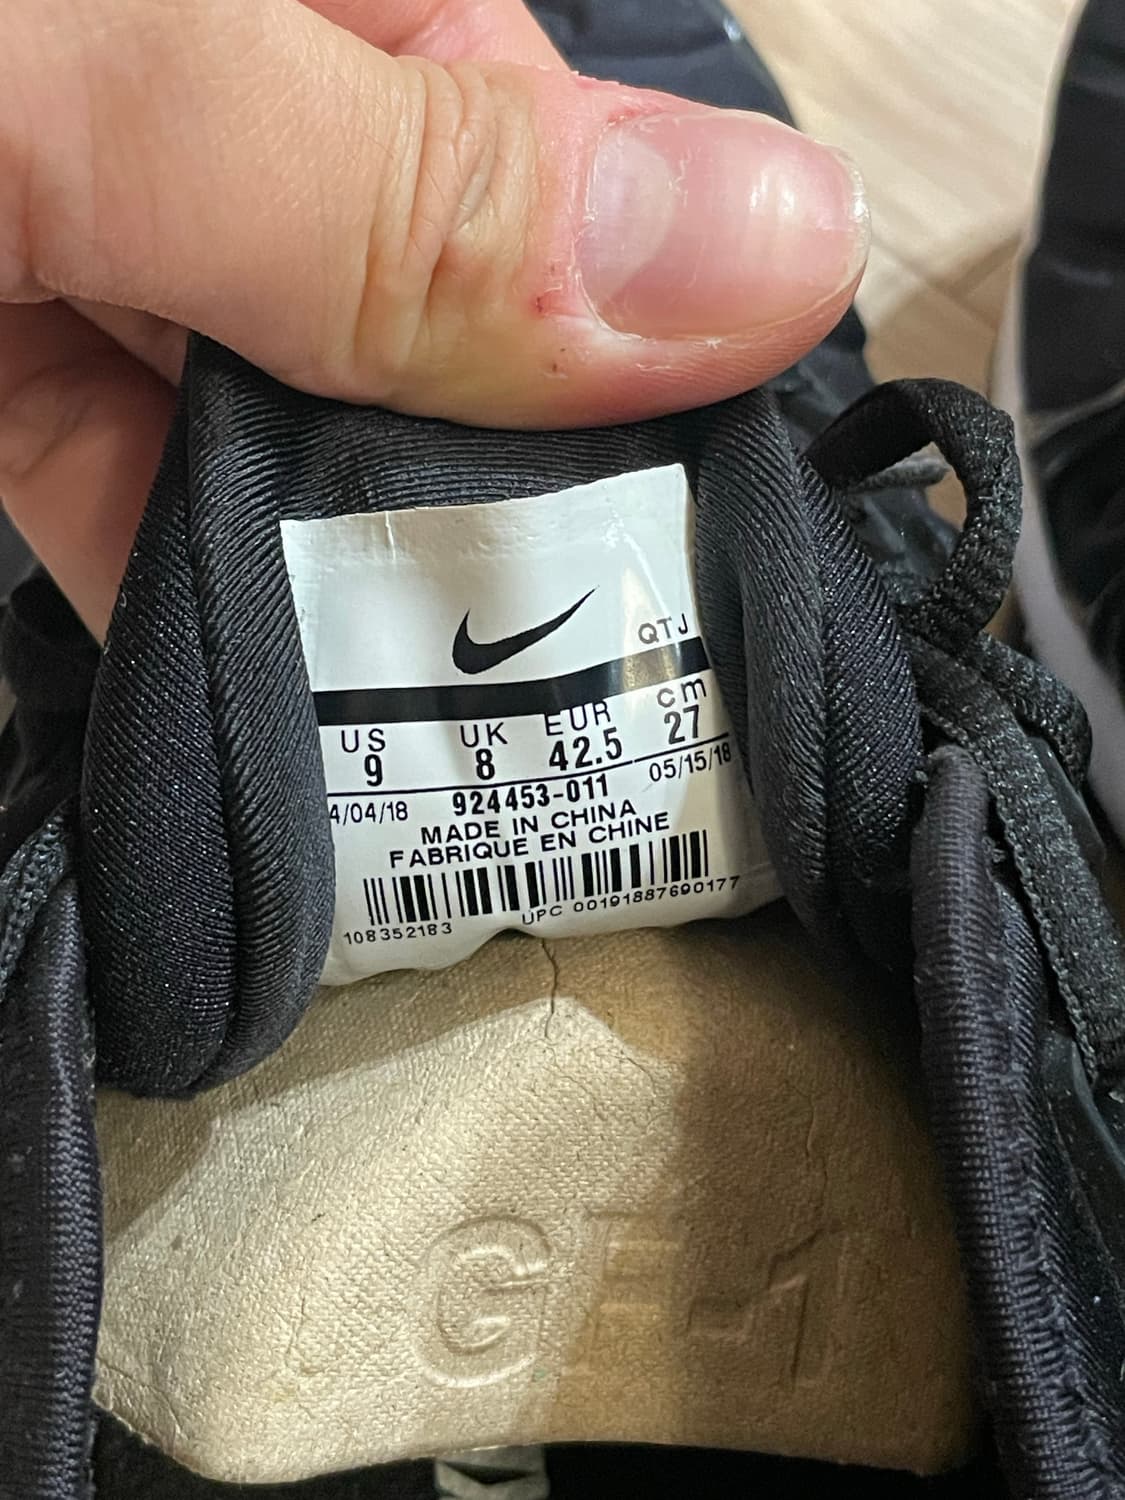 QTJ
US UK EUR cm
9 8 42.5 27
4/04/18 924453-011 05/15/18
MADE IN CHINA
FABRIQUE EN CHINE
108352183 UPC 00191887690177